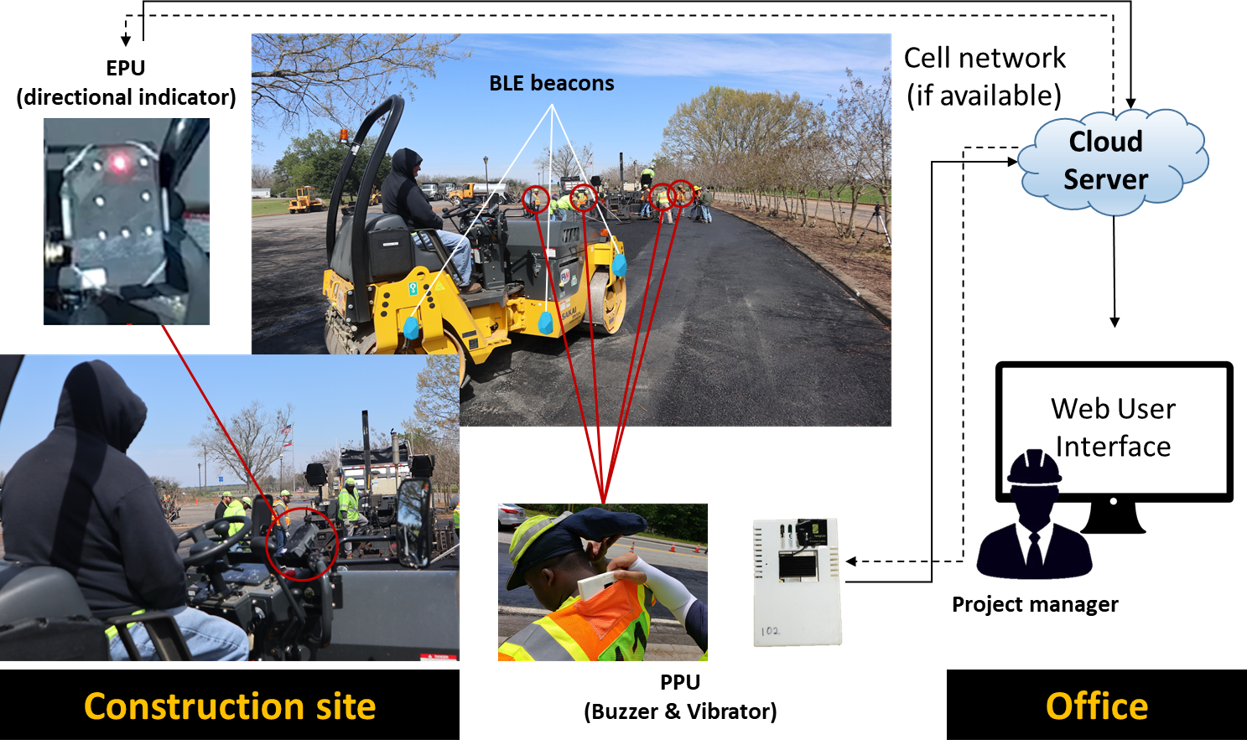 EPU
(directional indicator)
BLE beacons
Cell network
(if available)
Cloud
Server
SAKAI
Web User
Interface
Project manager
102
PPU
(Buzzer & Vibrator)
Construction site
Office